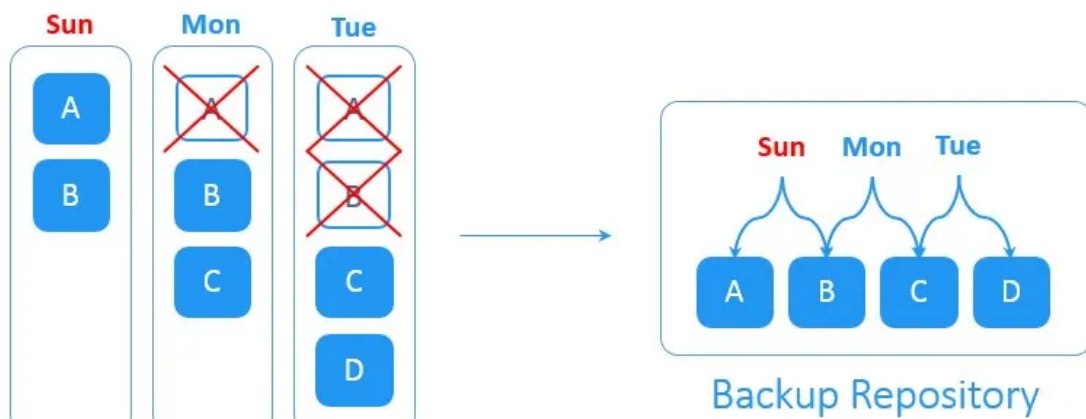 Sun Mon Tue
A A A
B B B
C C
D
Sun Mon Tue
A B C D
Backup Repository